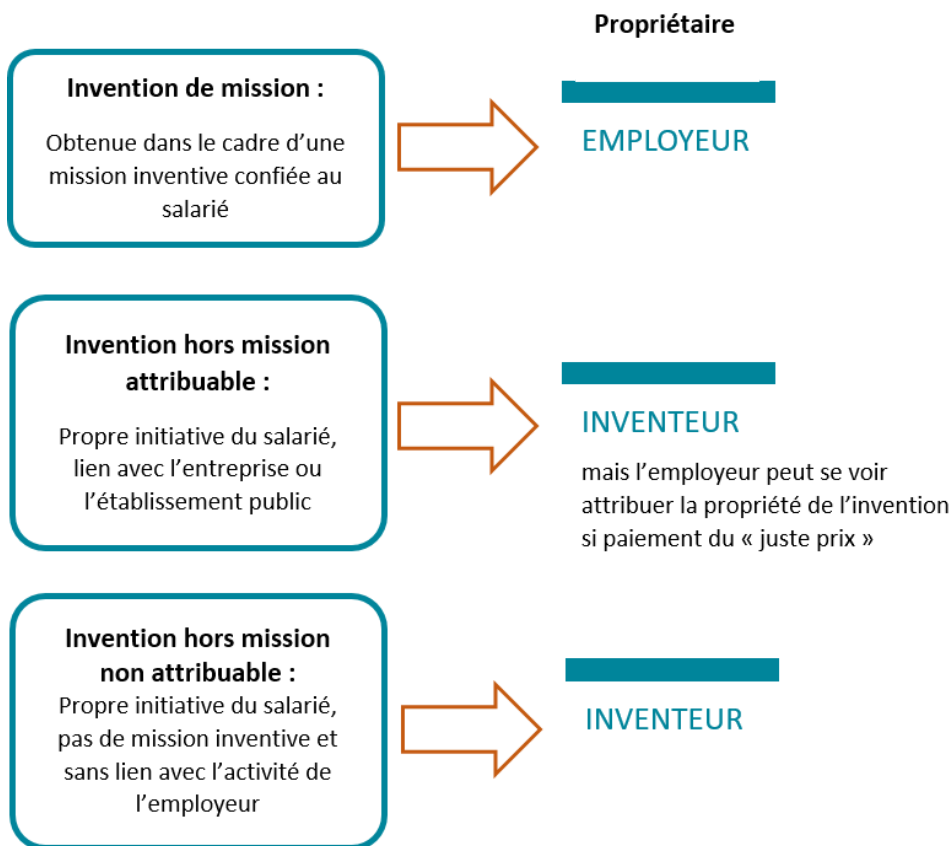 Propriétaire
Invention de mission :
Obtenue dans le cadre d’une
mission inventive confiée au
salarié
EMPLOYEUR
Invention hors mission
attribuable :
Propre initiative du salarié,
lien avec l’entreprise ou
l’établissement public
INVENTEUR
mais l’employeur peut se voir
attribuer la propriété de l’invention
si paiement du « juste prix »
Invention hors mission
non attribuable :
Propre initiative du salarié,
pas de mission inventive et
sans lien avec l’activité de
l’employeur
INVENTEUR